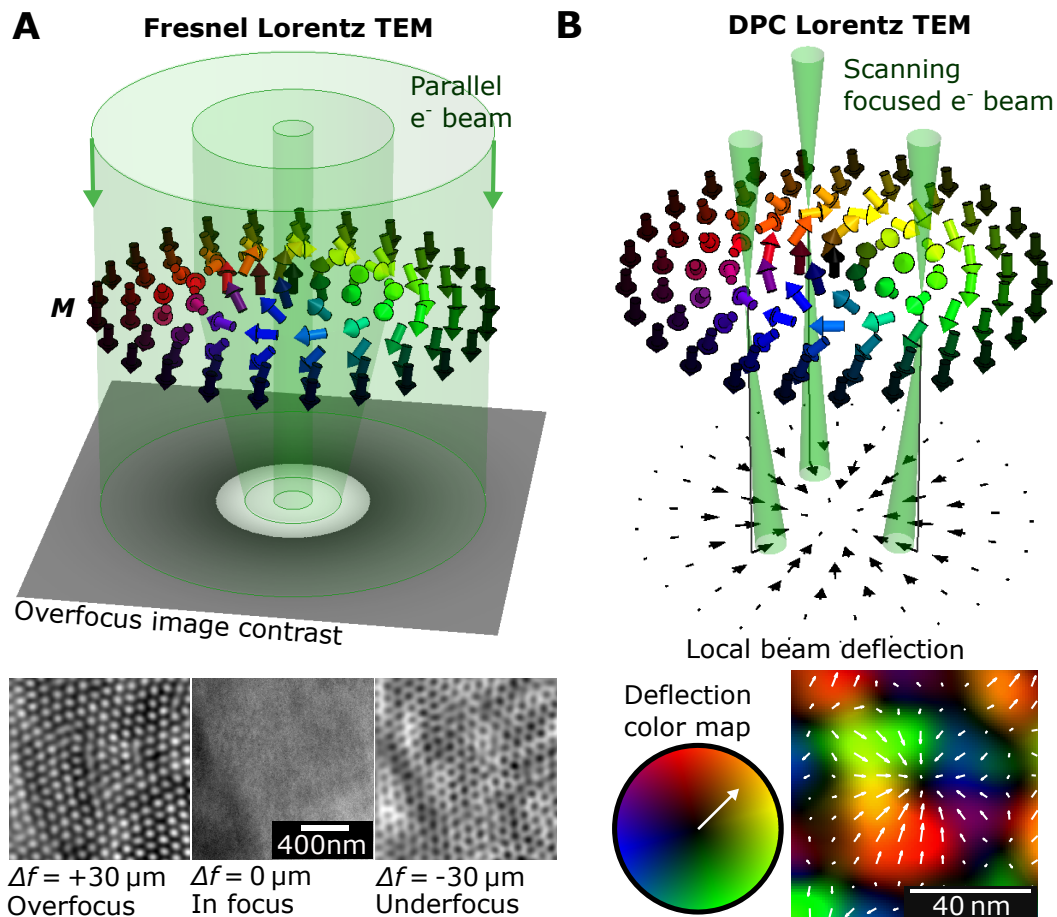 A
Fresnel Lorentz TEM
Parallel
e⁻ beam
M
Overfocus image contrast
400nm
Δf = +30 μm
Overfocus
Δf = 0 μm
In focus
Δf = -30 μm
Underfocus
B
DPC Lorentz TEM
Scanning
focused e⁻ beam
Local beam deflection
Deflection
color map
40 nm